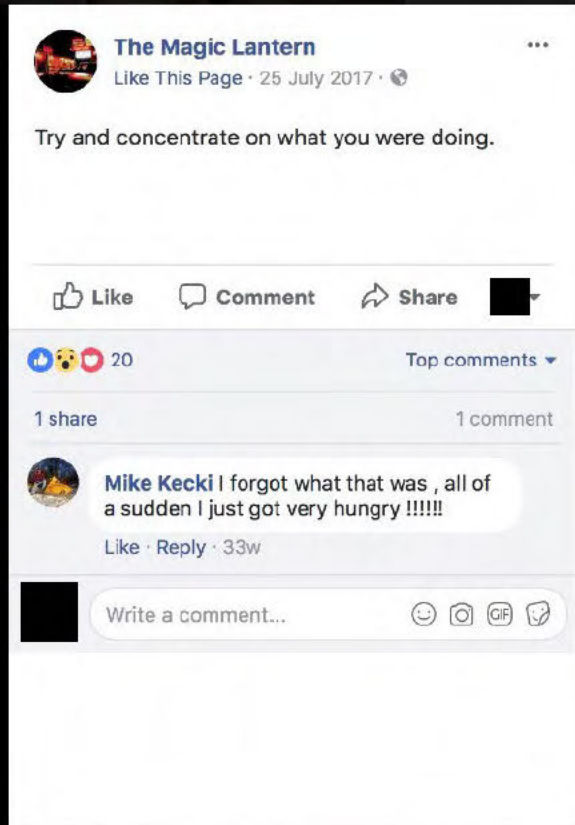 The Magic Lantern
Like This Page · 25 July 2017 ·
Try and concentrate on what you were doing.
Like Comment Share
20 Top comments
1 share 1 comment
Mike Kecki I forgot what that was , all of
a sudden I just got very hungry !!!!!!
Like · Reply · 33w
Write a comment... GIF